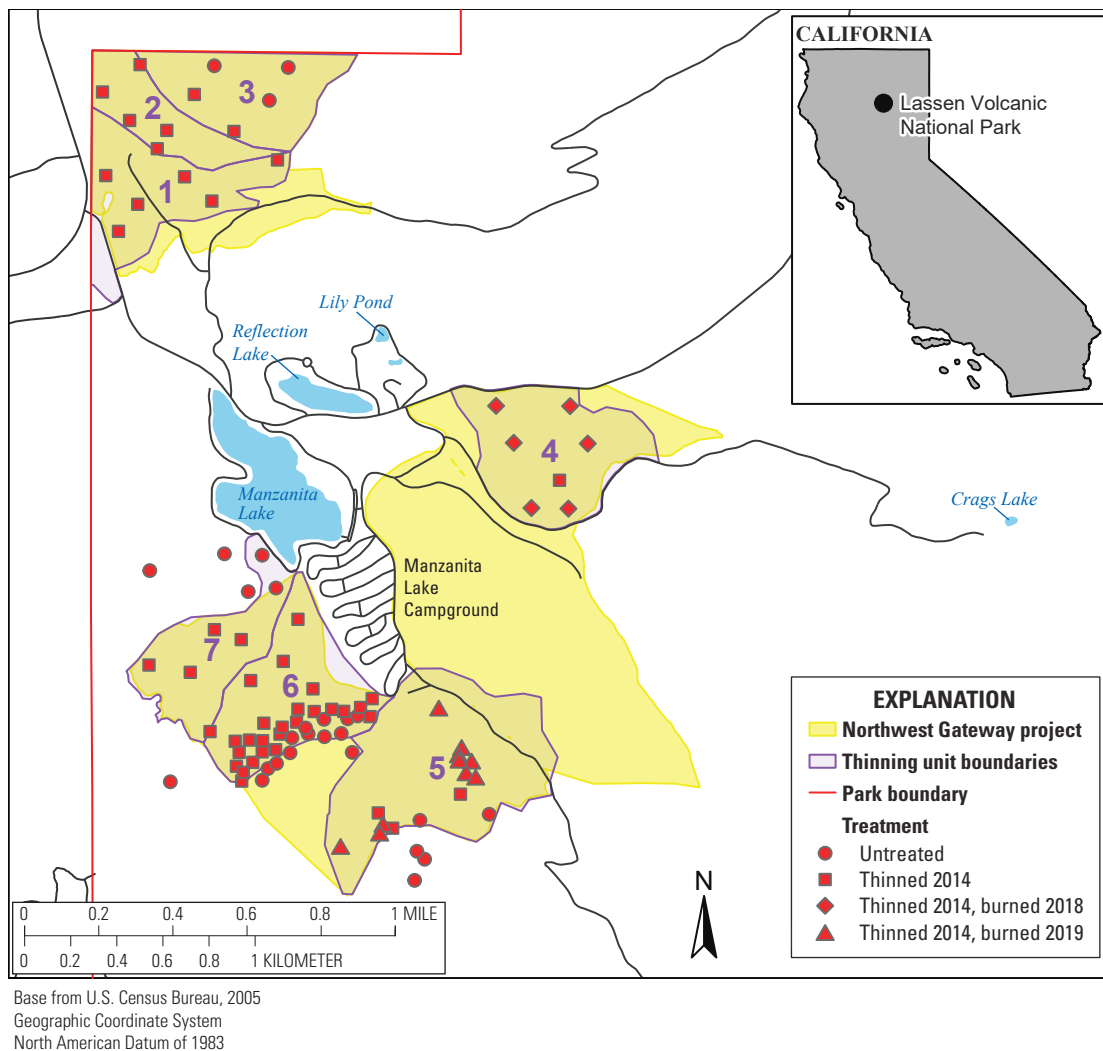 CALIFORNIA
Lassen Volcanic
National Park
3
2
1
Lily Pond
Reflection
Lake
4
Manzanita
Lake
Crags Lake
Manzanita
Lake
Campground
7
6
5
EXPLANATION
Northwest Gateway project
Thinning unit boundaries
Park boundary
Treatment
Untreated
Thinned 2014
Thinned 2014, burned 2018
Thinned 2014, burned 2019
N
0 0.2 0.4 0.6 0.8 1 MILE
0 0.2 0.4 0.6 0.8 1 KILOMETER
Base from U.S. Census Bureau, 2005
Geographic Coordinate System
North American Datum of 1983